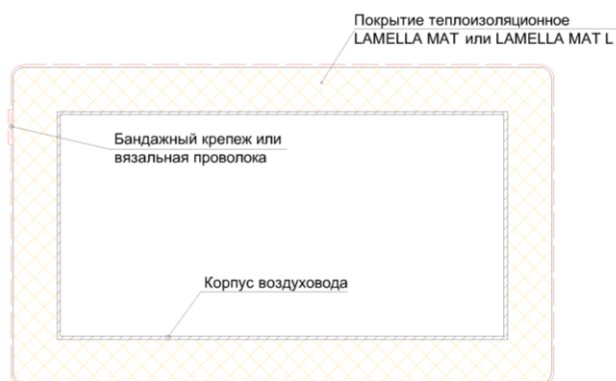 Покрытие теплоизоляционное
LAMELLA MAT или LAMELLA MAT L
Бандажный крепеж или
вязальная проволока
Корпус воздуховода